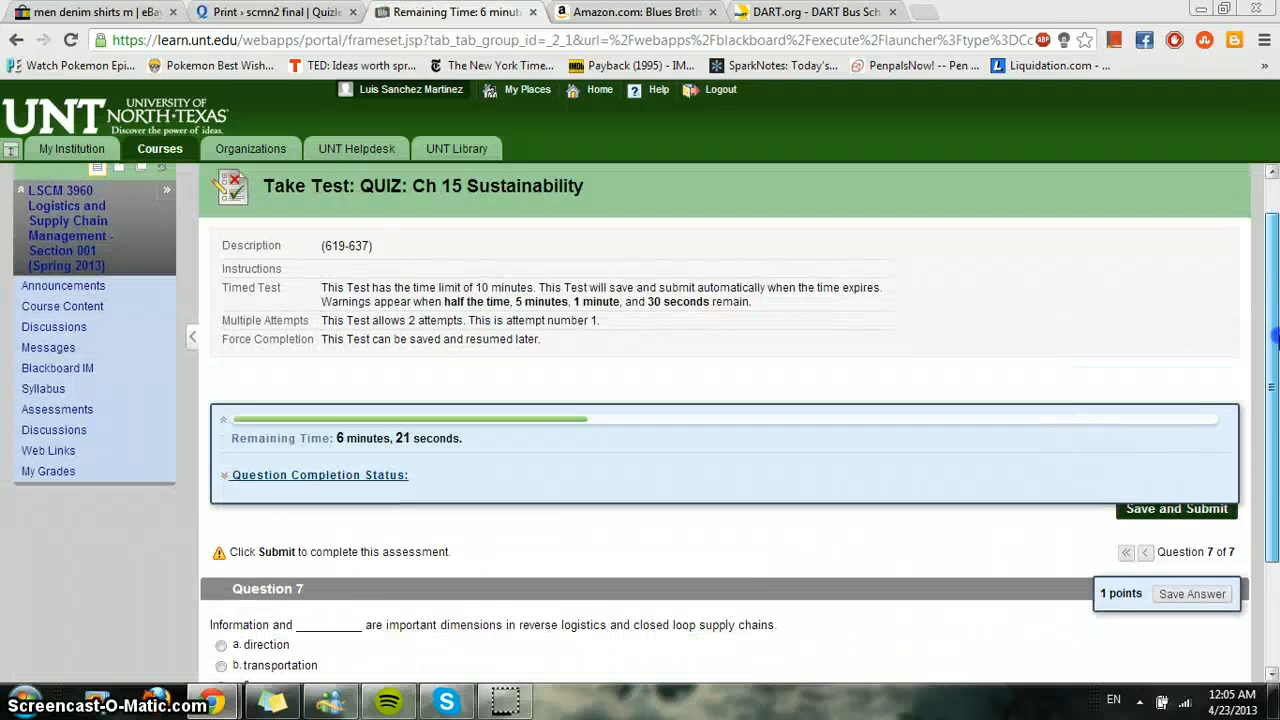 men denim shirts m | eBa
Print › scmn2 final | Quizle
Remaining Time: 6 minut
Amazon.com: Blues Broth
DART.org - DART Bus Sch
https://learn.unt.edu/webapps/portal/frameset.jsp?tab_tab_group_id=_2_1&url=%2Fwebapps%2Fblackboard%2Fexecute%2Flauncher%3Ftype%3DCc
Watch Pokemon Epi...
Pokemon Best Wish...
TED: Ideas worth spr...
The New York Time...
Payback (1995) - IM...
SparkNotes: Today's...
PenpalsNow! -- Pen ...
Liquidation.com - ...
Luis Sanchez Martinez
My Places
Home
Help
Logout
UNT
UNIVERSITY OF
NORTH·TEXAS
Discover the power of ideas.
My Institution
Courses
Organizations
UNT Helpdesk
UNT Library
LSCM 3960
Logistics and
Supply Chain
Management -
Section 001
(Spring 2013)
Announcements
Course Content
Discussions
Messages
Blackboard IM
Syllabus
Assessments
Discussions
Web Links
My Grades
Take Test: QUIZ: Ch 15 Sustainability
Description (619-637)
Instructions
Timed Test This Test has the time limit of 10 minutes. This Test will save and submit automatically when the time expires.
Warnings appear when half the time, 5 minutes, 1 minute, and 30 seconds remain.
Multiple Attempts This Test allows 2 attempts. This is attempt number 1.
Force Completion This Test can be saved and resumed later.
Remaining Time: 6 minutes, 21 seconds.
Question Completion Status:
Save and Submit
Click Submit to complete this assessment.
Question 7 of 7
Question 7
1 points
Save Answer
Information and __________ are important dimensions in reverse logistics and closed loop supply chains.
a. direction
b. transportation
Screencast-O-Matic.com
EN
12:05 AM
4/23/2013